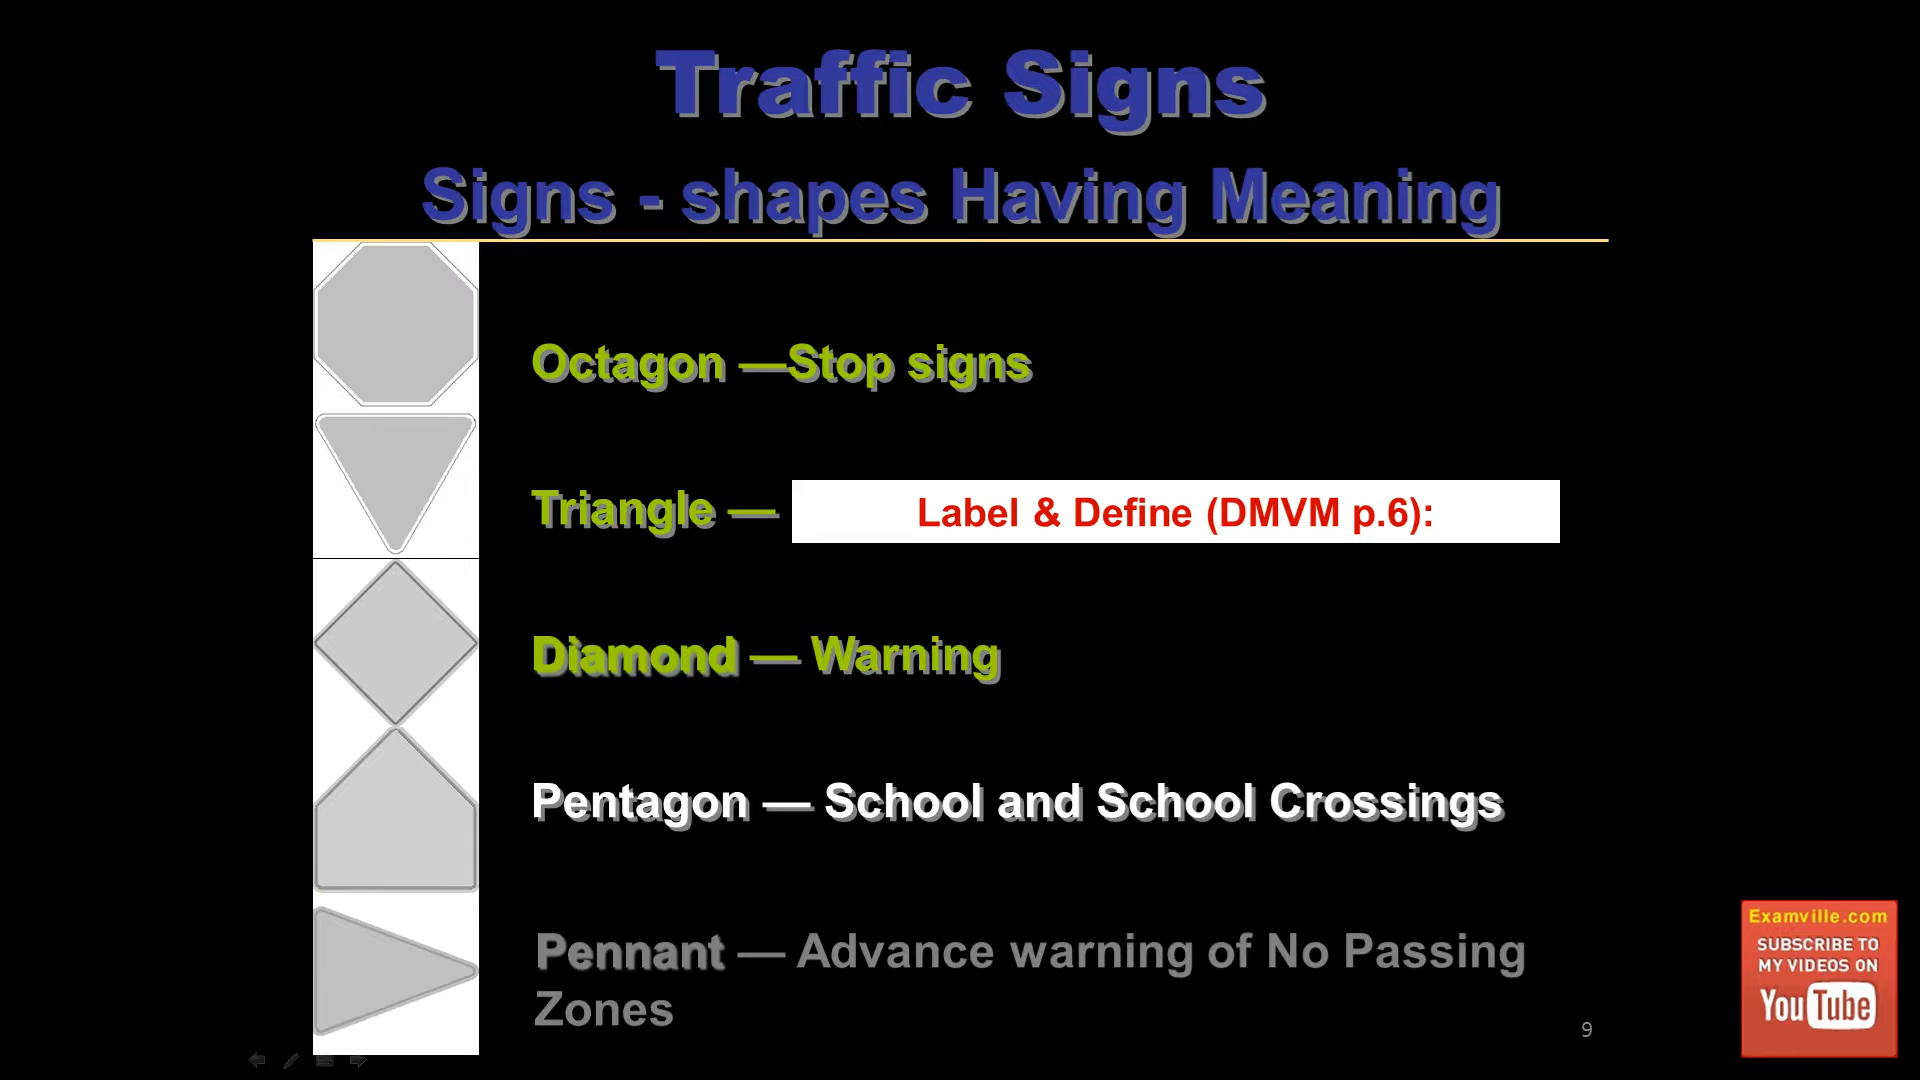 Traffic Signs
Signs - shapes Having Meaning
Octagon —Stop signs
Triangle — Label & Define (DMVM p.6):
Diamond — Warning
Pentagon — School and School Crossings
Pennant — Advance warning of No Passing
Zones
9
Examville.com
SUBSCRIBE TO
MY VIDEOS ON
YouTube